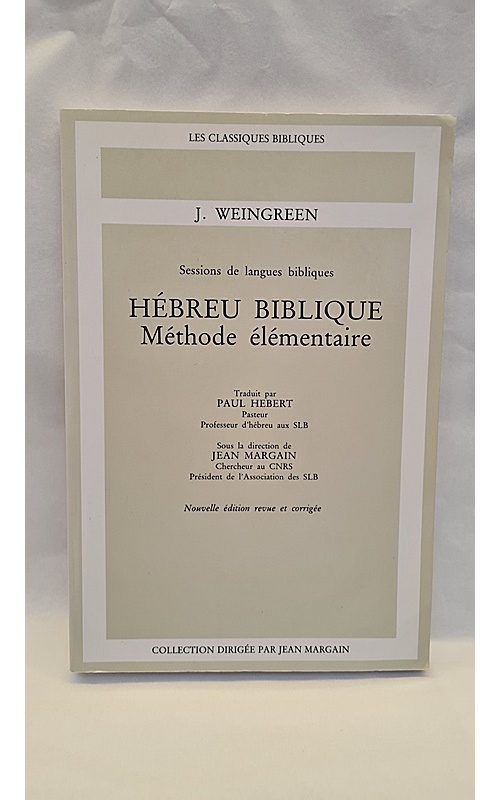 LES CLASSIQUES BIBLIQUES
J. WEINGREEN
Sessions de langues bibliques
HÉBREU BIBLIQUE
Méthode élémentaire
Traduit par
PAUL HEBERT
Pasteur
Professeur d'hébreu aux SLB
Sous la direction de
JEAN MARGAIN
Chercheur au CNRS
Président de l'Association des SLB
Nouvelle édition revue et corrigée
COLLECTION DIRIGÉE PAR JEAN MARGAIN